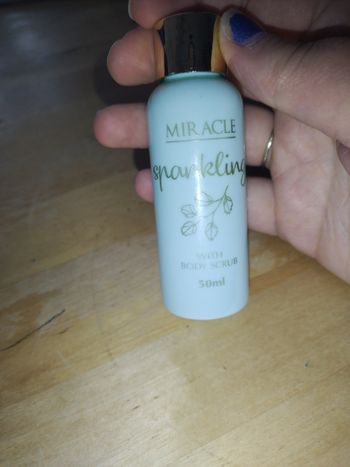 MIRACLE
sparkling
WITH
BODY SCRUB
50ml